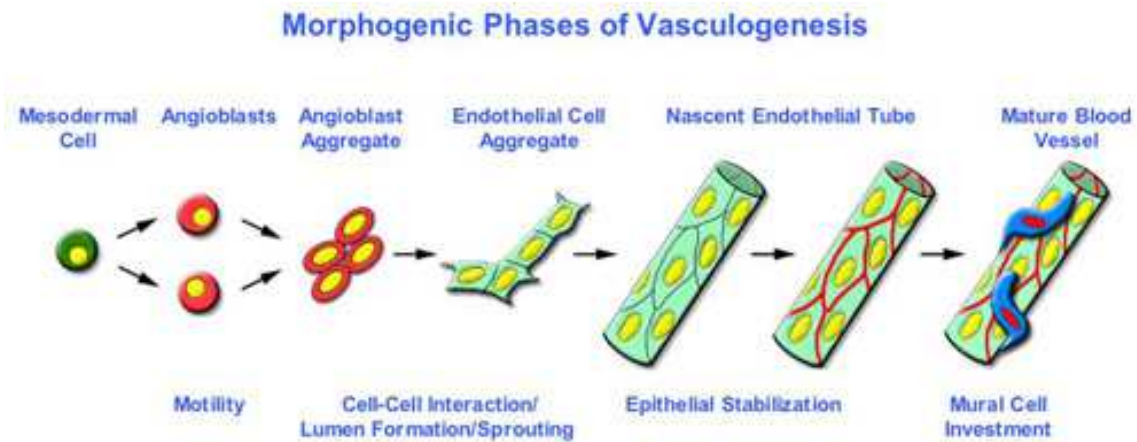 Morphogenic Phases of Vasculogenesis
Mesodermal
Cell
Angioblasts
Angioblast
Aggregate
Endothelial Cell
Aggregate
Nascent Endothelial Tube
Mature Blood
Vessel
Motility
Cell-Cell Interaction/
Lumen Formation/Sprouting
Epithelial Stabilization
Mural Cell
Investment